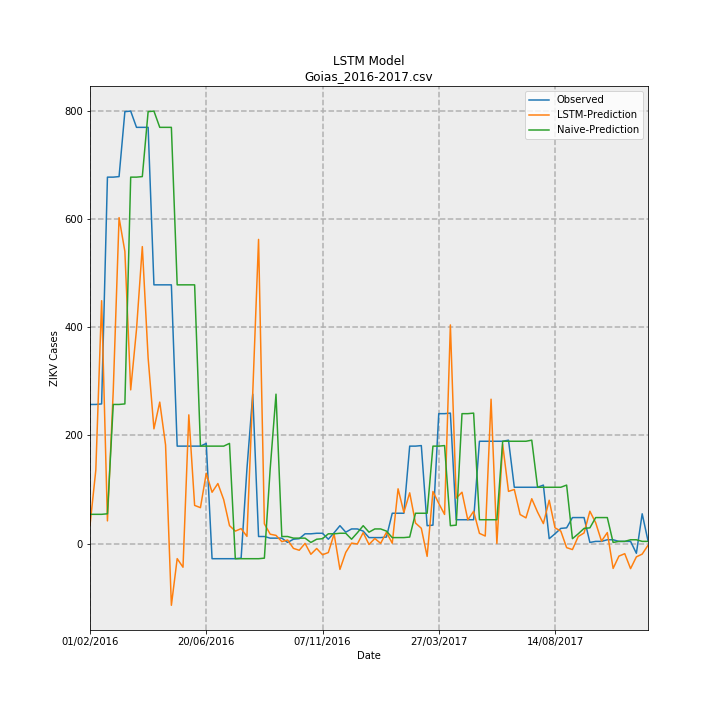 LSTM Model
Goias_2016-2017.csv
Observed
LSTM-Prediction
Naive-Prediction
800
600
400
200
0
ZIKV Cases
01/02/2016
20/06/2016
07/11/2016
27/03/2017
14/08/2017
Date